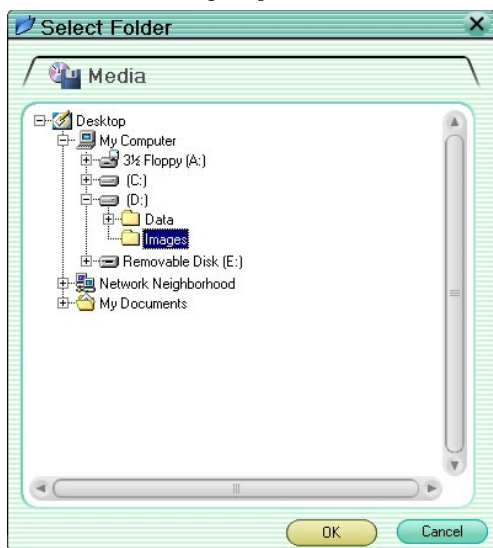 Select Folder
Media
Desktop
My Computer
3½ Floppy (A:)
(C:)
(D:)
Data
Images
Removable Disk (E:)
Network Neighborhood
My Documents
OK
Cancel